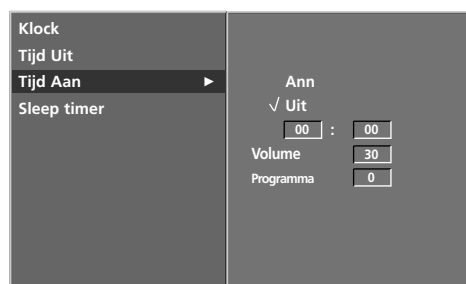 Klock
Tijd Uit
Tijd Aan ►
Sleep timer
Ann
√ Uit
00 : 00
Volume 30
Programma 0